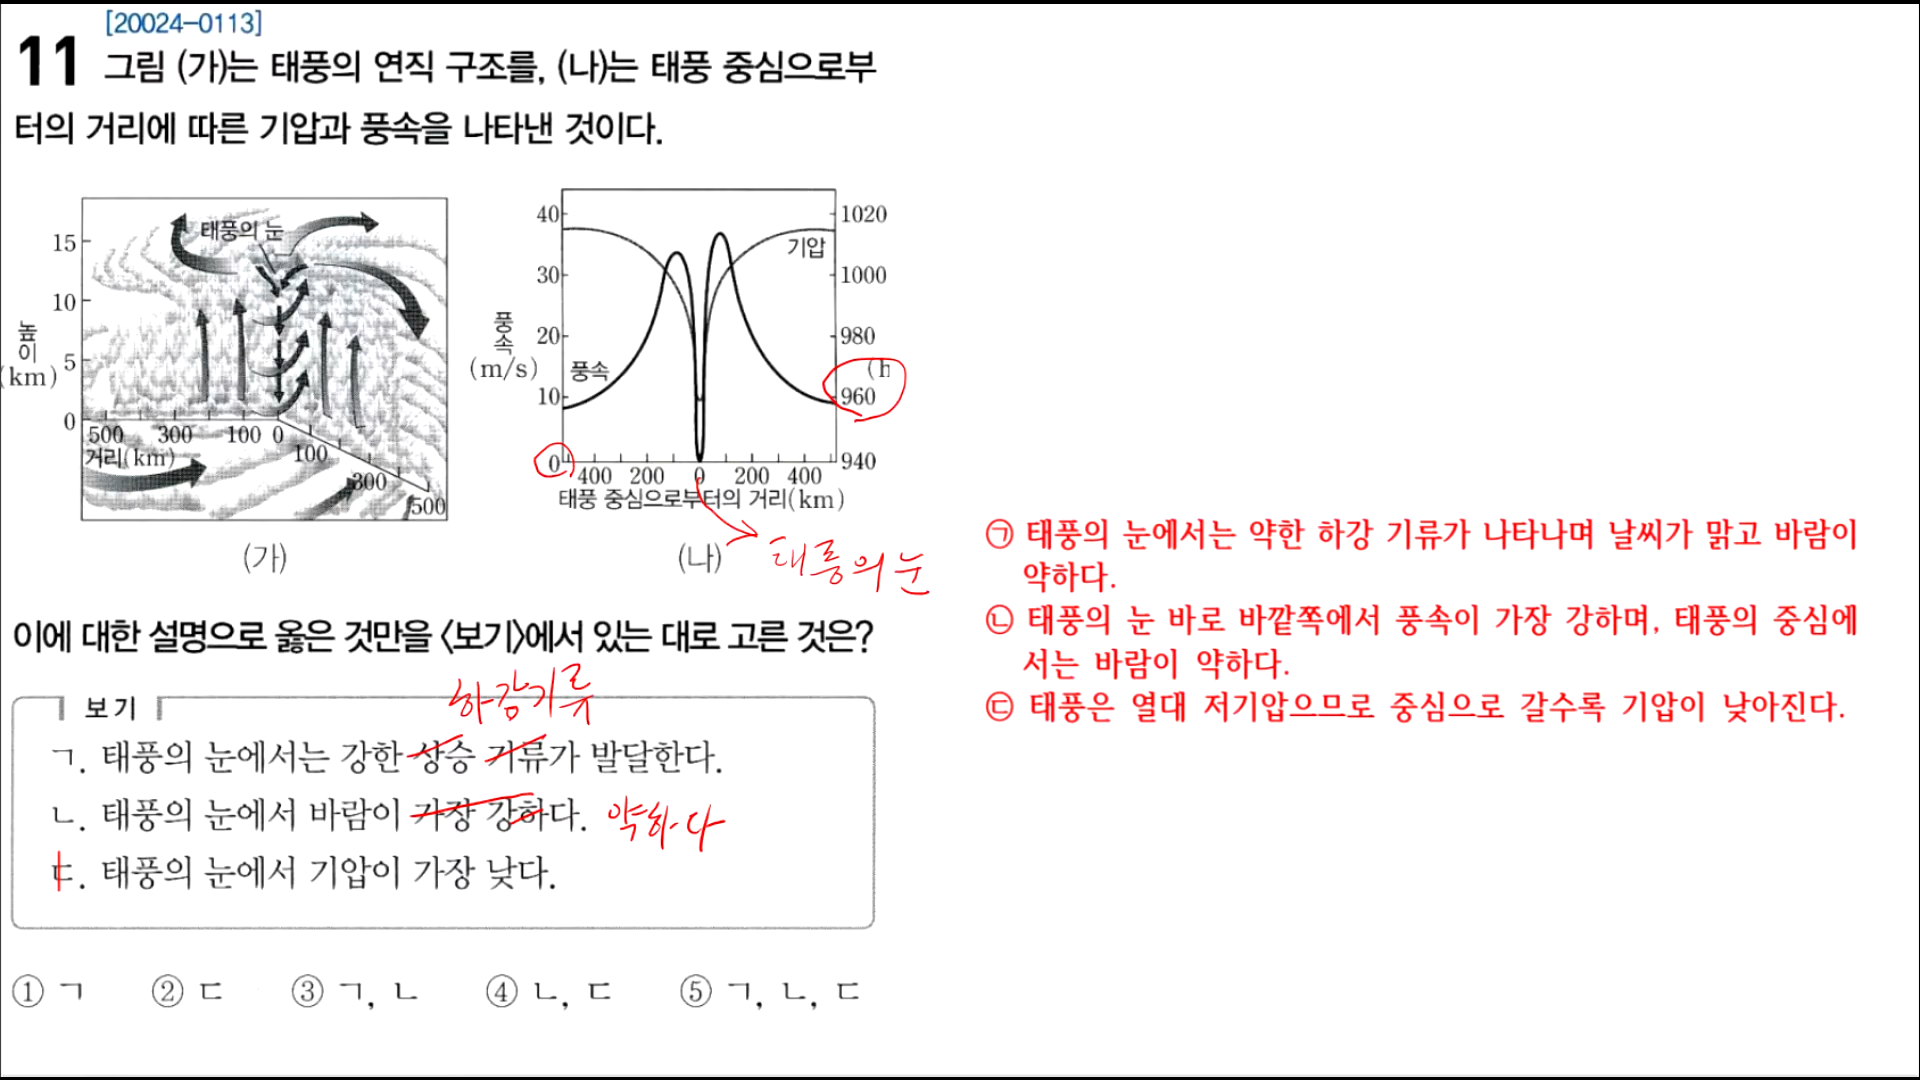 [20024-0113]
11 그림 (가)는 태풍의 연직 구조를, (나)는 태풍 중심으로부
터의 거리에 따른 기압과 풍속을 나타낸 것이다.
태풍의 눈
15
10
5
0
높이
(km)
500 300 100 0
거리(km)
100
300
500
(가)
40
30
20
10
0
풍속
(m/s)
풍속
기압
1020
1000
980
960
940
(h
400 200 0 200 400
태풍 중심으로부터의 거리(km)
(나)
태풍의 눈
이에 대한 설명으로 옳은 것만을 <보기>에서 있는 대로 고른 것은?
보기
하강기류
ㄱ. 태풍의 눈에서는 강한 상승 기류가 발달한다.
ㄴ. 태풍의 눈에서 바람이 가장 강하다. 약하다
ㄷ. 태풍의 눈에서 기압이 가장 낮다.
① ㄱ ② ㄷ ③ ㄱ, ㄴ ④ ㄴ, ㄷ ⑤ ㄱ, ㄴ, ㄷ
㉠ 태풍의 눈에서는 약한 하강 기류가 나타나며 날씨가 맑고 바람이
약하다.
㉡ 태풍의 눈 바로 바깥쪽에서 풍속이 가장 강하며, 태풍의 중심에
서는 바람이 약하다.
㉢ 태풍은 열대 저기압으므로 중심으로 갈수록 기압이 낮아진다.